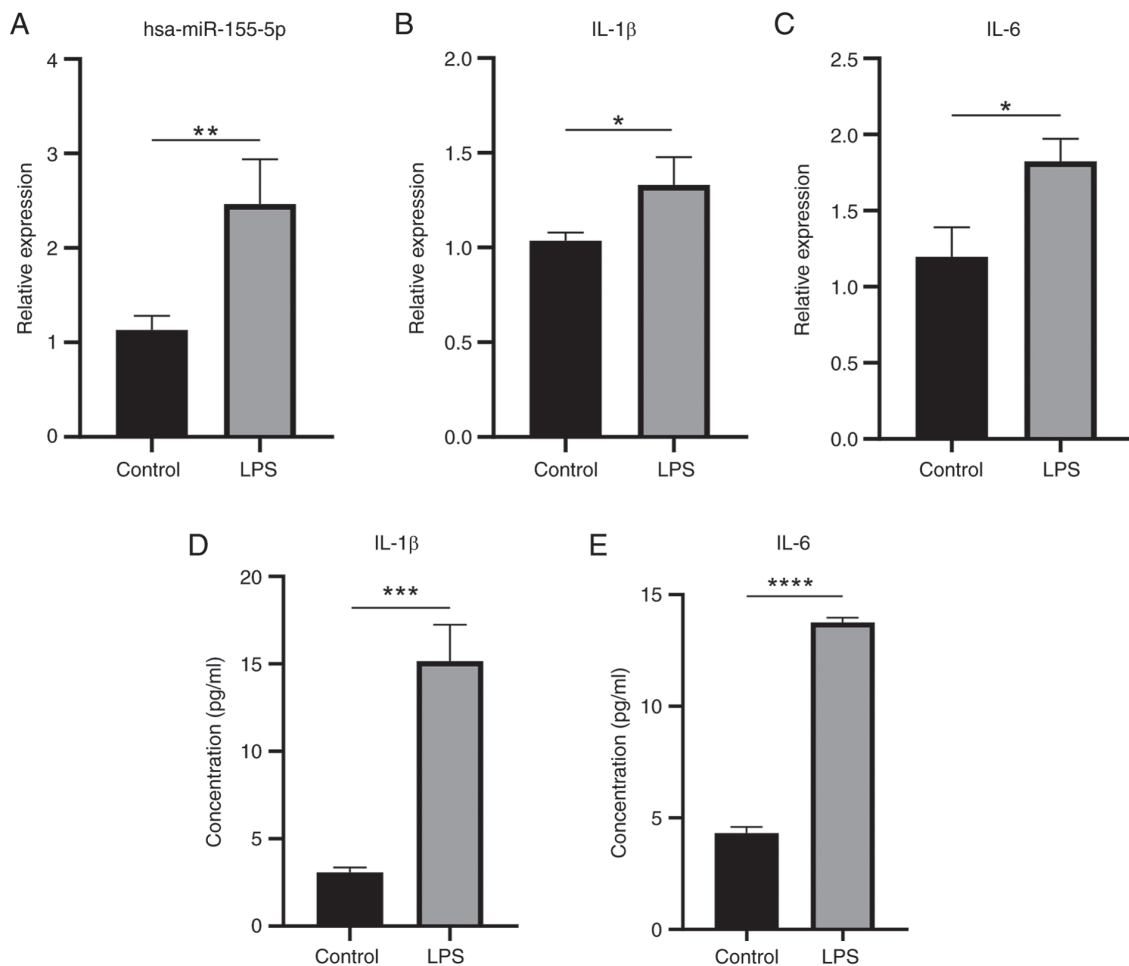 A
hsa-miR-155-5p
4
3
2
1
0
Relative expression
**
Control
LPS
B
IL-1β
2.0
1.5
1.0
0.5
0.0
Relative expression
*
Control
LPS
C
IL-6
2.5
2.0
1.5
1.0
0.5
0.0
Relative expression
*
Control
LPS
D
IL-1β
20
15
10
5
0
Concentration (pg/ml)
***
Control
LPS
E
IL-6
15
10
5
0
Concentration (pg/ml)
****
Control
LPS